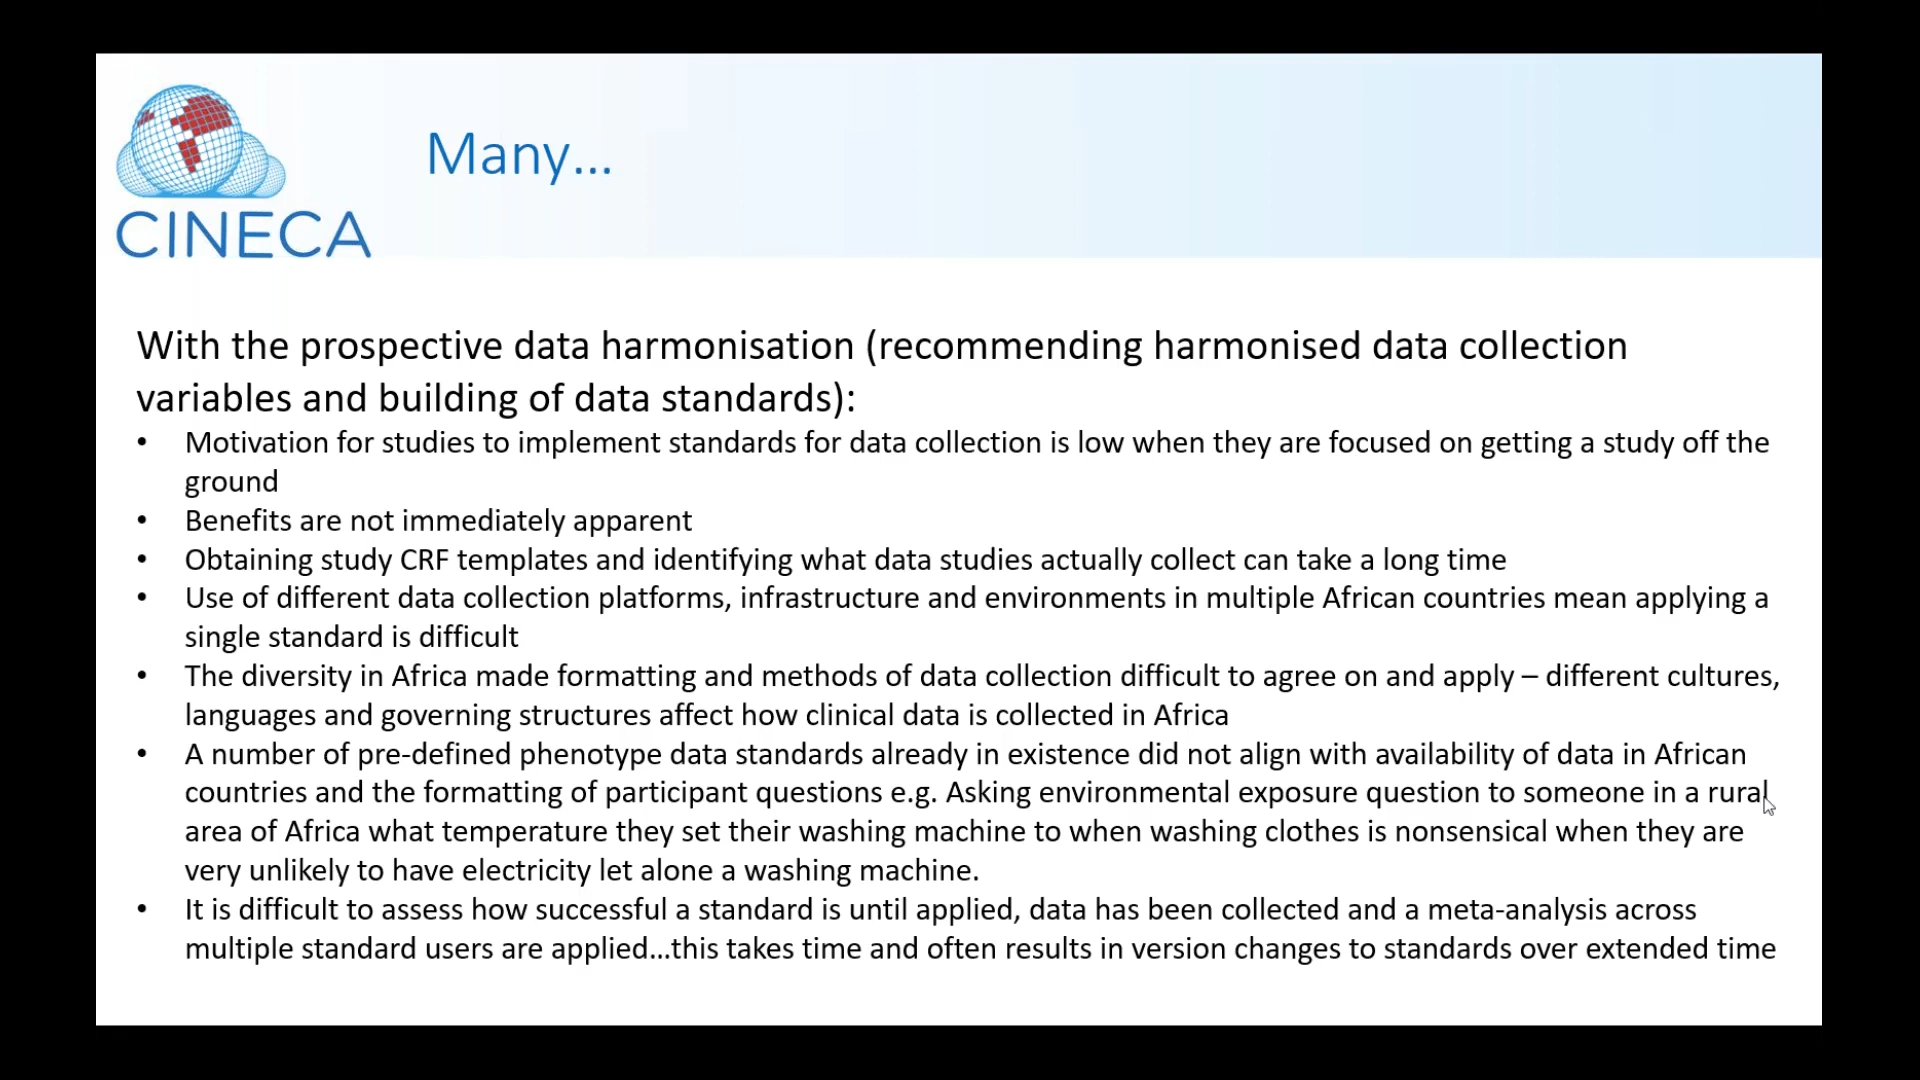 CINECA
Many...
With the prospective data harmonisation (recommending harmonised data collection
variables and building of data standards):
• Motivation for studies to implement standards for data collection is low when they are focused on getting a study off the
ground
• Benefits are not immediately apparent
• Obtaining study CRF templates and identifying what data studies actually collect can take a long time
• Use of different data collection platforms, infrastructure and environments in multiple African countries mean applying a
single standard is difficult
• The diversity in Africa made formatting and methods of data collection difficult to agree on and apply – different cultures,
languages and governing structures affect how clinical data is collected in Africa
• A number of pre-defined phenotype data standards already in existence did not align with availability of data in African
countries and the formatting of participant questions e.g. Asking environmental exposure question to someone in a rural
area of Africa what temperature they set their washing machine to when washing clothes is nonsensical when they are
very unlikely to have electricity let alone a washing machine.
• It is difficult to assess how successful a standard is until applied, data has been collected and a meta-analysis across
multiple standard users are applied...this takes time and often results in version changes to standards over extended time